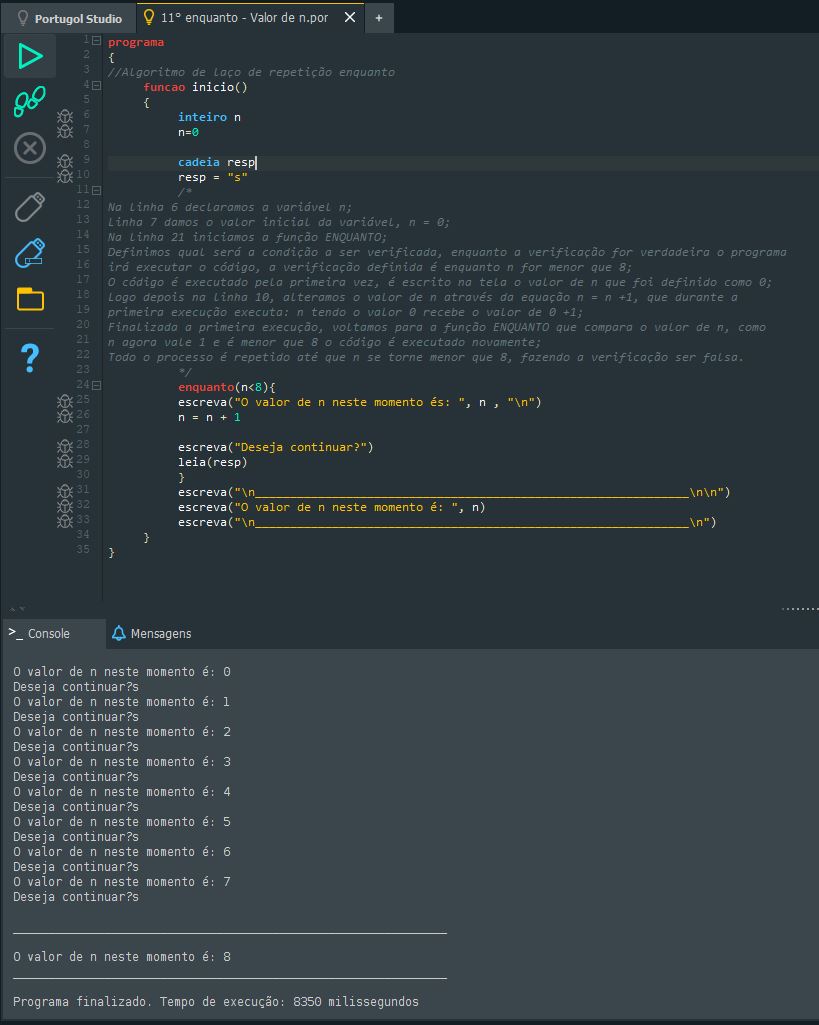 Portugol Studio
11° enquanto - Valor de n.por
+
1 programa
2 {
3 //Algoritmo de laço de repetição enquanto
4 funcao inicio()
5 {
6 inteiro n
7 n=0
8
9 cadeia resp
10 resp = "s"
11 /*
12 Na linha 6 declaramos a variável n;
13 Linha 7 damos o valor inicial da variável, n = 0;
14 Na linha 21 iniciamos a função ENQUANTO;
15 Definimos qual será a condição a ser verificada, enquanto a verificação for verdadeira o programa
16 irá executar o código, a verificação definida é enquanto n for menor que 8;
17 O código é executado pela primeira vez, é escrito na tela o valor de n que foi definido como 0;
18 Logo depois na linha 10, alteramos o valor de n através da equação n = n +1, que durante a
19 primeira execução executa: n tendo o valor 0 recebe o valor de 0 +1;
20 Finalizada a primeira execução, voltamos para a função ENQUANTO que compara o valor de n, como
21 n agora vale 1 e é menor que 8 o código é executado novamente;
22 Todo o processo é repetido até que n se torne menor que 8, fazendo a verificação ser falsa.
23 */
24 enquanto(n<8){
25 escreva("O valor de n neste momento és: ", n , "\n")
26 n = n + 1
27
28 escreva("Deseja continuar?")
29 leia(resp)
30 }
31 escreva("\n______________________________________________________________\n\n")
32 escreva("O valor de n neste momento é: ", n)
33 escreva("\n______________________________________________________________\n")
34 }
35 }
>_ Console
Mensagens
O valor de n neste momento é: 0
Deseja continuar?s
O valor de n neste momento é: 1
Deseja continuar?s
O valor de n neste momento é: 2
Deseja continuar?s
O valor de n neste momento é: 3
Deseja continuar?s
O valor de n neste momento é: 4
Deseja continuar?s
O valor de n neste momento é: 5
Deseja continuar?s
O valor de n neste momento é: 6
Deseja continuar?s
O valor de n neste momento é: 7
Deseja continuar?s
______________________________________________________________
O valor de n neste momento é: 8
______________________________________________________________
Programa finalizado. Tempo de execução: 8350 milissegundos